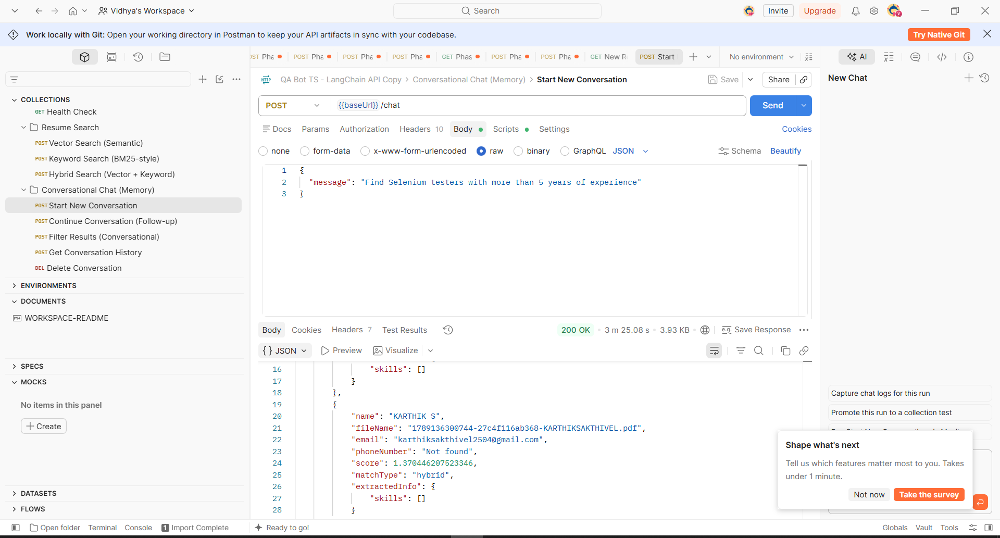 Vidhya's Workspace
Search
Invite
Upgrade
Work locally with Git: Open your working directory in Postman to keep your API artifacts in sync with your codebase.
Try Native Git
POST Pha
POST Pha
POST Pha
GET Phas
POST Pha
POST Pha
GET New R
POST Start
No environment
AI
COLLECTIONS
GET Health Check
Resume Search
POST Vector Search (Semantic)
POST Keyword Search (BM25-style)
POST Hybrid Search (Vector + Keyword)
Conversational Chat (Memory)
POST Start New Conversation
POST Continue Conversation (Follow-up)
POST Filter Results (Conversational)
POST Get Conversation History
DEL Delete Conversation
ENVIRONMENTS
DOCUMENTS
WORKSPACE-README
SPECS
MOCKS
No items in this panel
Create
DATASETS
FLOWS
HTTP QA Bot TS - LangChain API Copy > Conversational Chat (Memory) > Start New Conversation
Save
Share
POST
{{baseUrl}} /chat
Send
Docs Params Authorization Headers 10 Body Scripts Settings
Cookies
none form-data x-www-form-urlencoded raw binary GraphQL JSON
Schema Beautify
1 {
2 "message": "Find Selenium testers with more than 5 years of experience"
3 }
Body Cookies Headers 7 Test Results
200 OK • 3 m 25.08 s • 3.93 KB
e.g. Save Response
{} JSON Preview Visualize
16 "skills": []
17 }
18 },
19 {
20 "name": "KARTHIK S",
21 "fileName": "1789136300744-27c4f116ab368-KARTHIKSAKTHIVEL.pdf",
22 "email": "karthiksakthivel2504@gmail.com",
23 "phoneNumber": "Not found",
24 "score": 1.370446207523346,
25 "matchType": "hybrid",
26 "extractedInfo": {
27 "skills": []
28 }
New Chat
Capture chat logs for this run
Promote this run to a collection test
Shape what's next
Tell us which features matter most to you. Takes
under 1 minute.
Not now
Take the survey
Open folder Terminal Console 1 Import Complete
Ready to go!
Globals Vault Tools